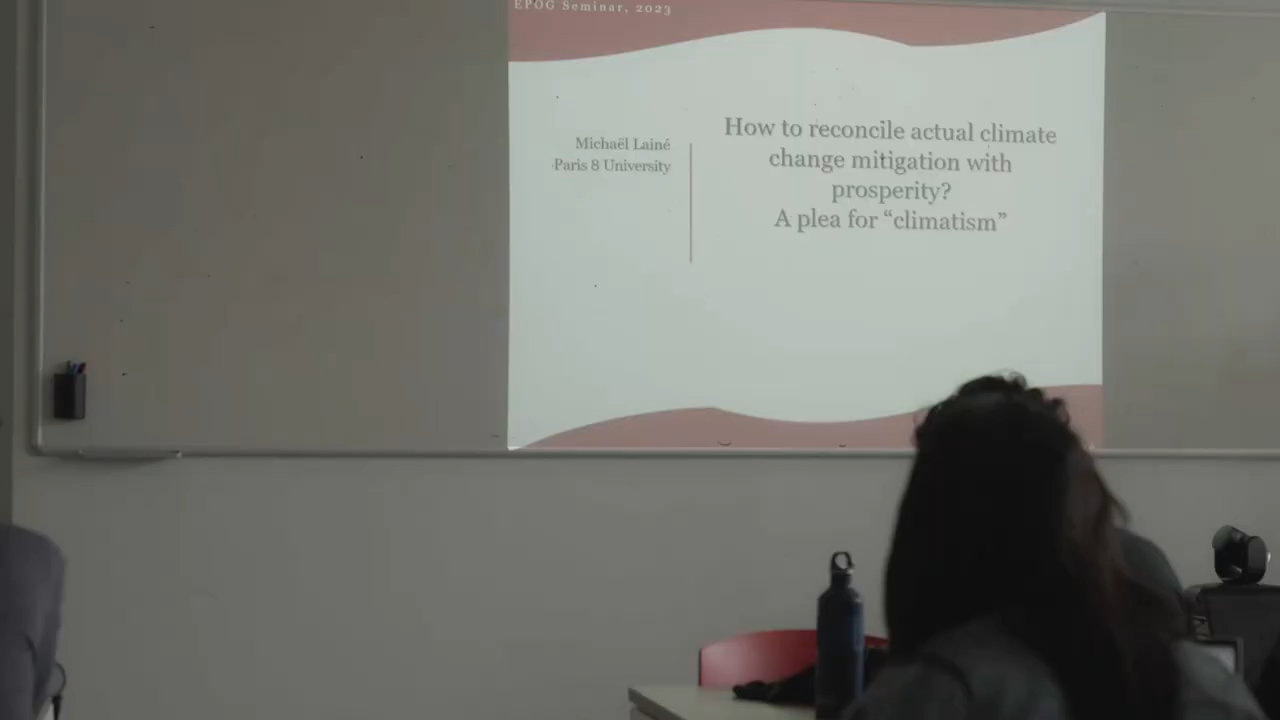 EPOG Seminar, 2023
Michaël Lainé
Paris 8 University
How to reconcile actual climate
change mitigation with
prosperity?
A plea for “climatism”